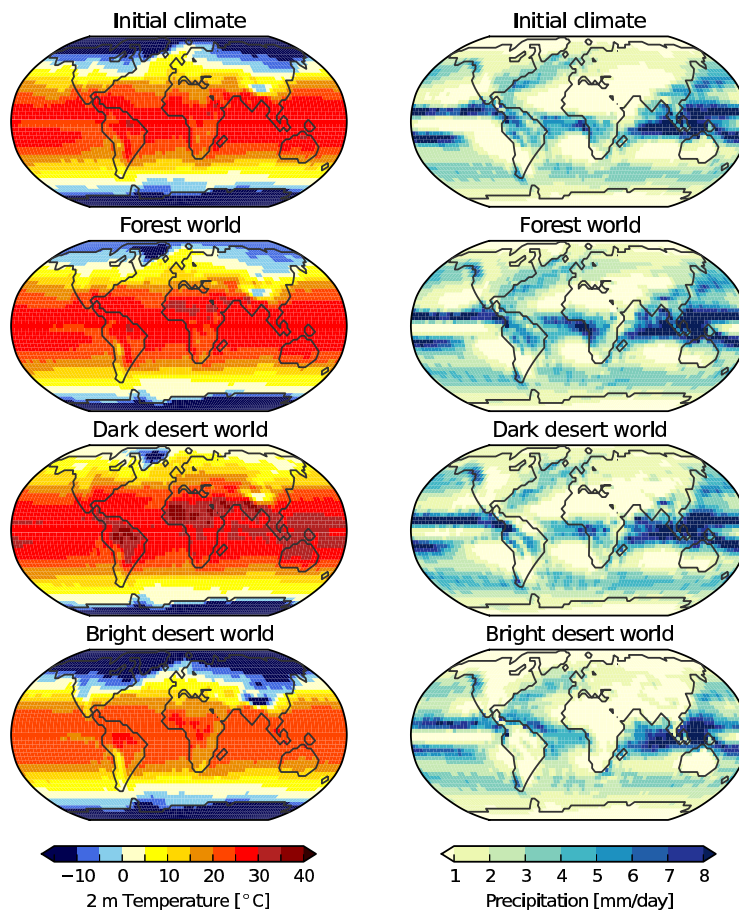 Initial climate Initial climate
Forest world Forest world
Dark desert world Dark desert world
Bright desert world Bright desert world
−10 0 10 20 30 40 1 2 3 4 5 6 7 8
2 m Temperature [°C] Precipitation [mm/day]